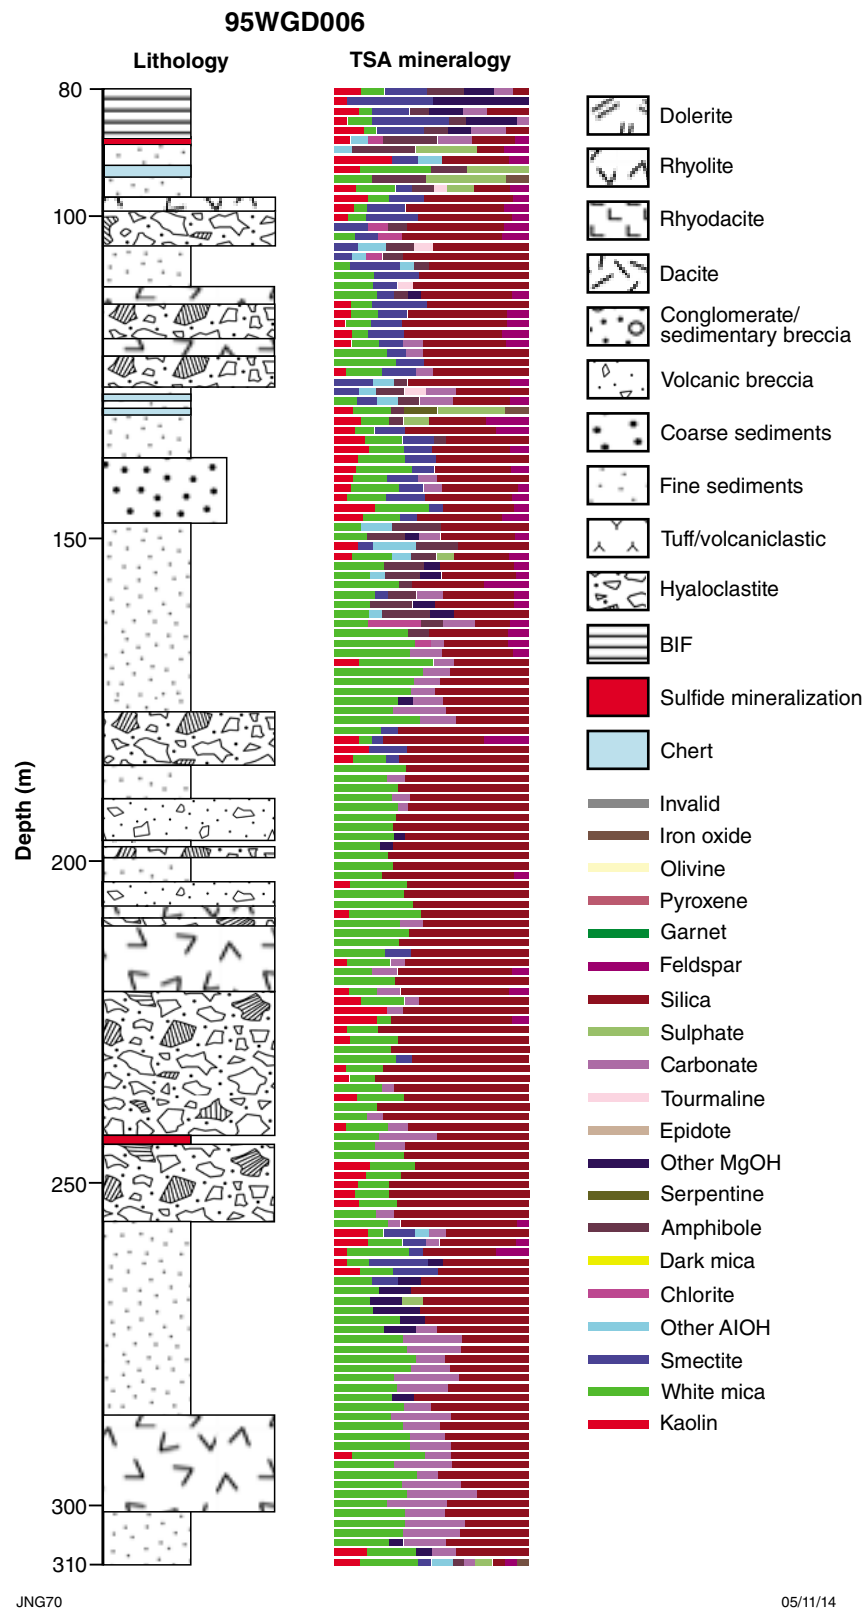 95WGD006
Lithology
TSA mineralogy
80
100
150
200
250
300
310
Depth (m)
Dolerite
Rhyolite
Rhyodacite
Dacite
Conglomerate/
sedimentary breccia
Volcanic breccia
Coarse sediments
Fine sediments
Tuff/volcaniclastic
Hyaloclastite
BIF
Sulfide mineralization
Chert
Invalid
Iron oxide
Olivine
Pyroxene
Garnet
Feldspar
Silica
Sulphate
Carbonate
Tourmaline
Epidote
Other MgOH
Serpentine
Amphibole
Dark mica
Chlorite
Other AlOH
Smectite
White mica
Kaolin
JNG70
05/11/14